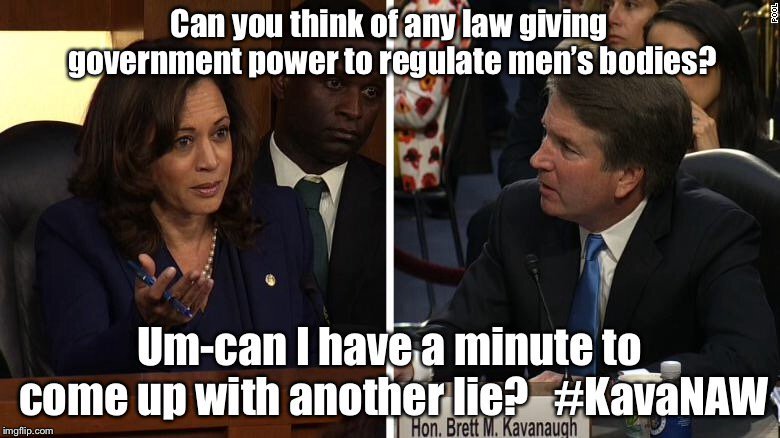 POOL
Can you think of any law giving
government power to regulate men's bodies?
Um-can I have a minute to
come up with another lie? #KavaNAW
Hon. Brett M. Kavanaugh
imgflip.com